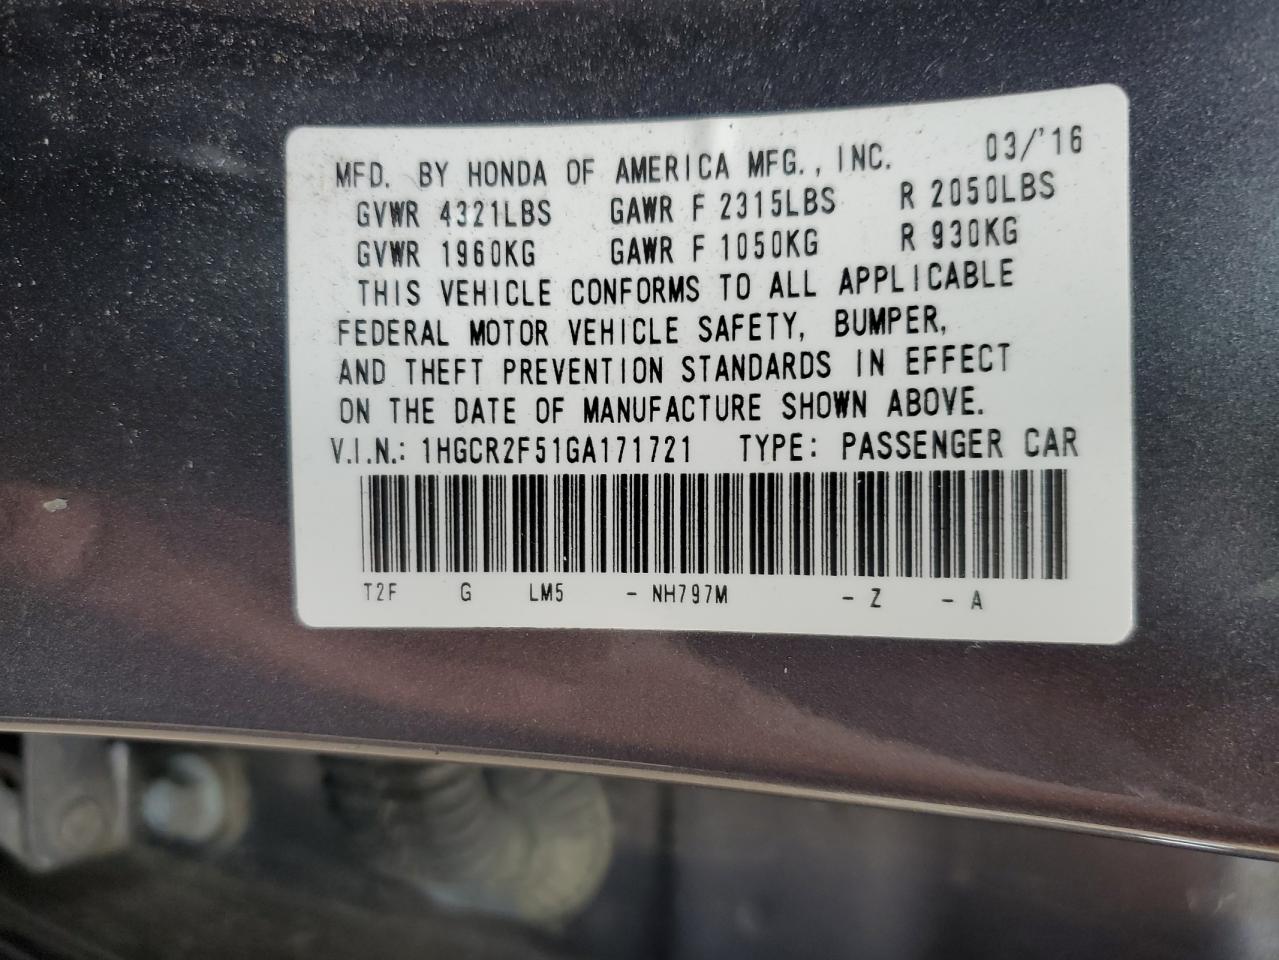 MFD. BY HONDA OF AMERICA MFG., INC. 03/'16
GVWR 4321LBS GAWR F 2315LBS R 2050LBS
GVWR 1960KG GAWR F 1050KG R 930KG
THIS VEHICLE CONFORMS TO ALL APPLICABLE
FEDERAL MOTOR VEHICLE SAFETY, BUMPER,
AND THEFT PREVENTION STANDARDS IN EFFECT
ON THE DATE OF MANUFACTURE SHOWN ABOVE.
V.I.N.: 1HGCR2F51GA171721 TYPE: PASSENGER CAR
T2F G LM5 - NH797M - Z - A